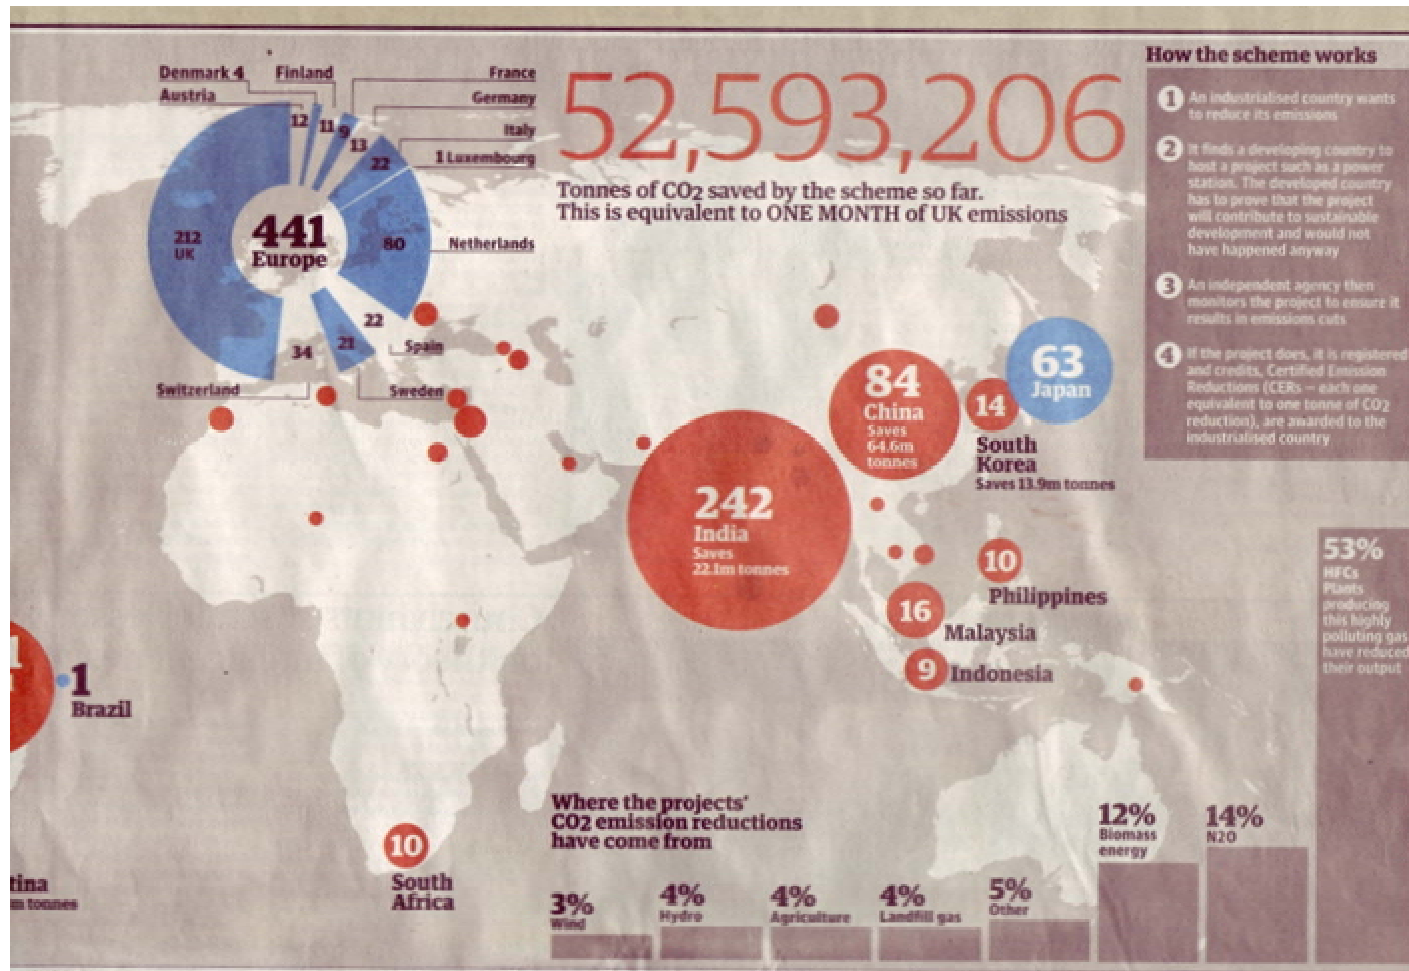 Denmark 4
Finland
France
Austria
Germany
12
11
9
Italy
13
22
1 Luxembourg
212
UK
441
Europe
80
Netherlands
22
34
21
Spain
Switzerland
Sweden
52,593,206
Tonnes of CO2 saved by the scheme so far.
This is equivalent to ONE MONTH of UK emissions
How the scheme works
1 An industrialised country wants
to reduce its emissions
2 It finds a developing country to
host a project such as a power
station. The developed country
has to prove that the project
will contribute to sustainable
development and would not
have happened anyway
3 An independent agency then
monitors the project to ensure it
results in emissions cuts
4 If the project does, it is registered
and credits, Certified Emission
Reductions (CERs – each one
equivalent to one tonne of CO2
reduction), are awarded to the
industrialised country
63
Japan
84
China
Saves
64.6m
tonnes
14
South
Korea
Saves 13.9m tonnes
242
India
Saves
22.1m tonnes
10
Philippines
16
Malaysia
9 Indonesia
1
Brazil
10
South
Africa
tina
m tonnes
Where the projects'
CO2 emission reductions
have come from
3%
Wind
4%
Hydro
4%
Agriculture
4%
Landfill gas
5%
Other
12%
Biomass
energy
14%
N2O
53%
HFCs
Plants
producing
this highly
polluting gas
have reduced
their output